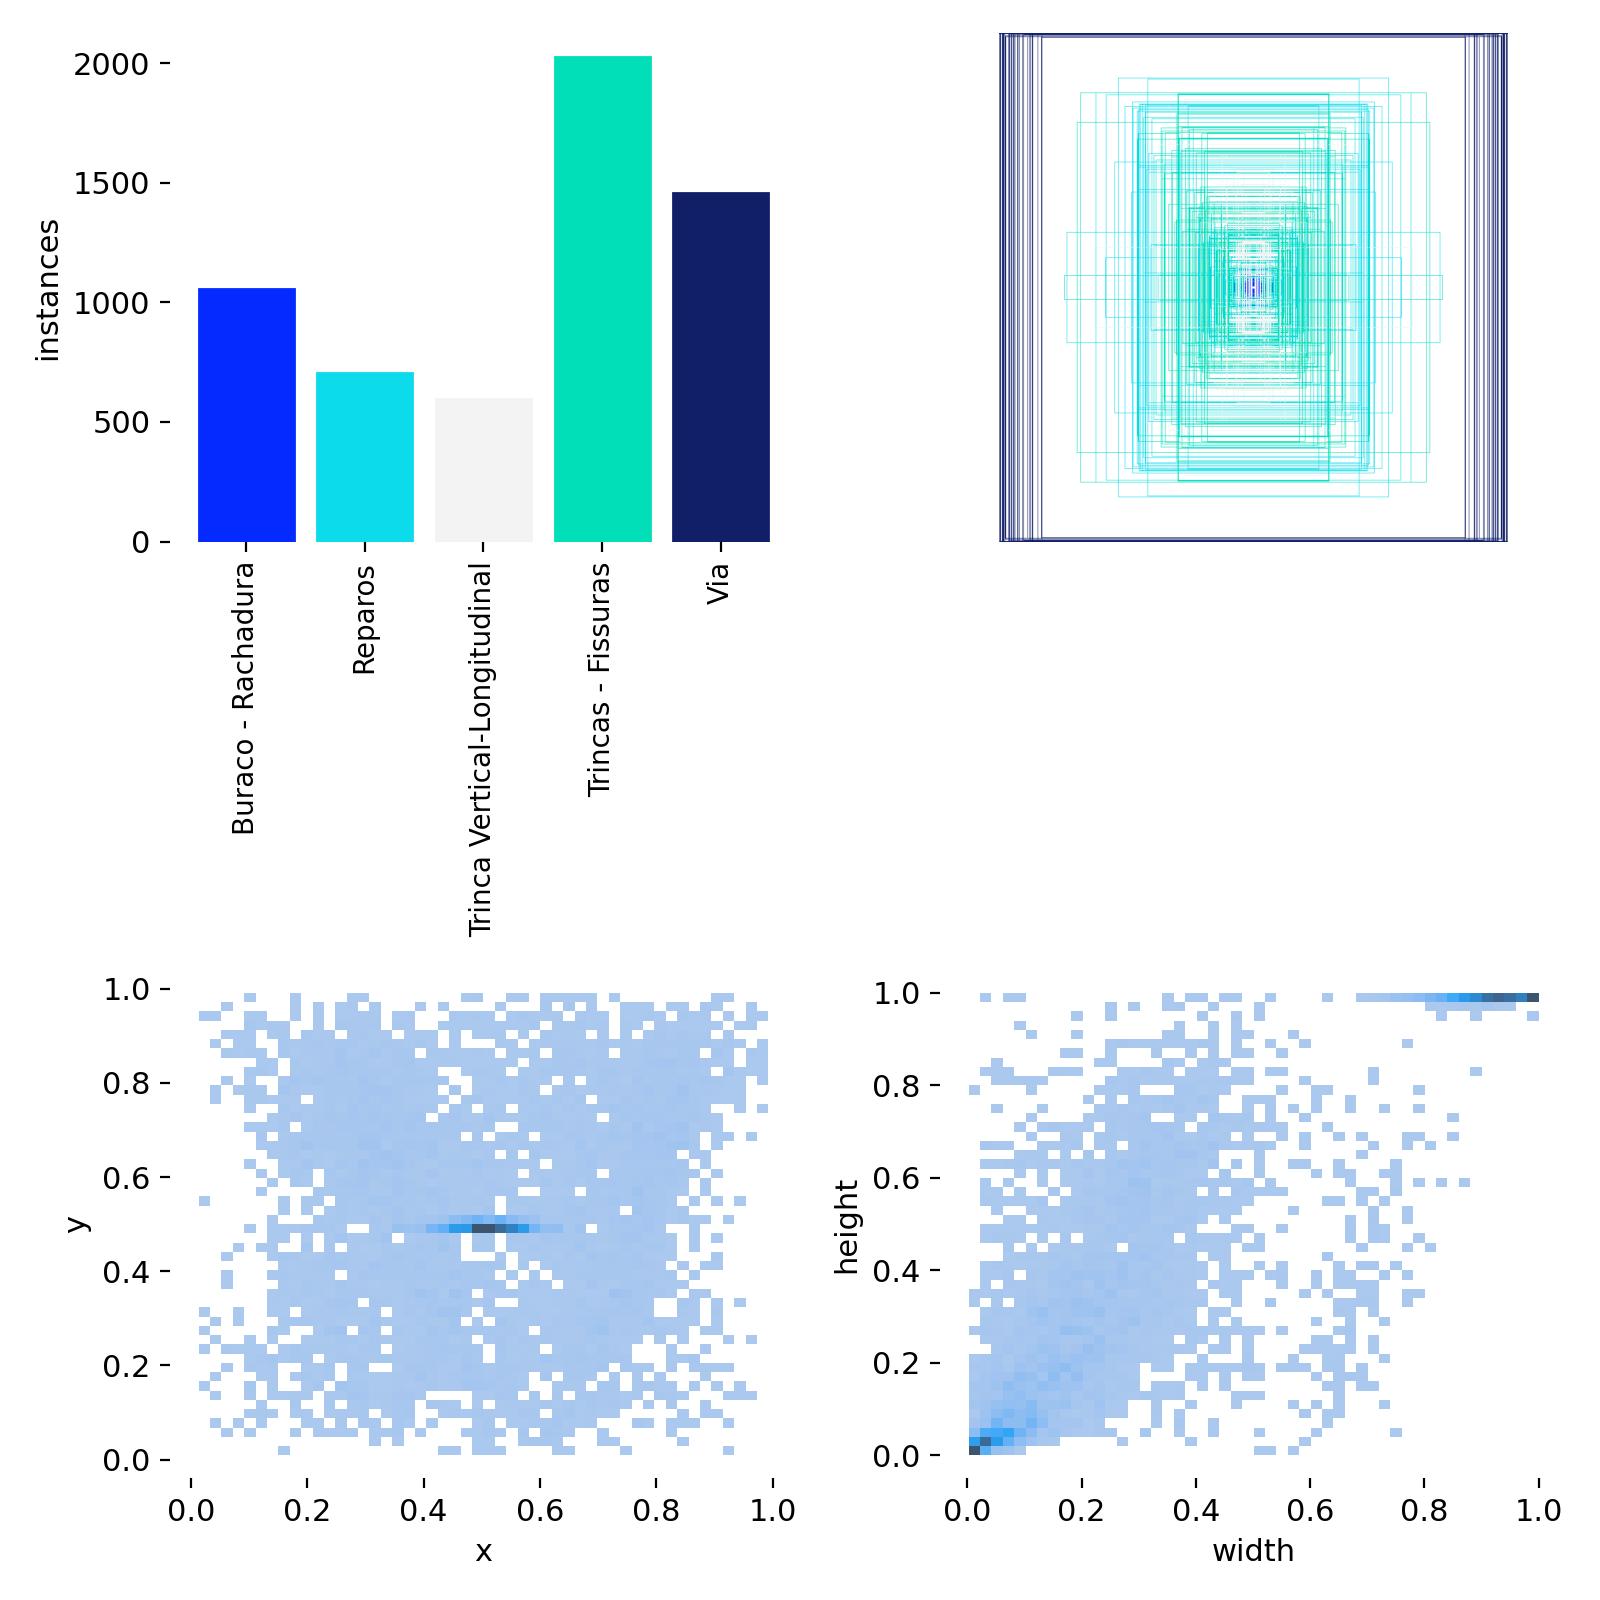 instances
2000
1500
1000
500
0
Buraco - Rachadura
Reparos
Trinca Vertical-Longitudinal
Trincas - Fissuras
Via
y
1.0
0.8
0.6
0.4
0.2
0.0
0.0 0.2 0.4 0.6 0.8 1.0
x
height
1.0
0.8
0.6
0.4
0.2
0.0
0.0 0.2 0.4 0.6 0.8 1.0
width